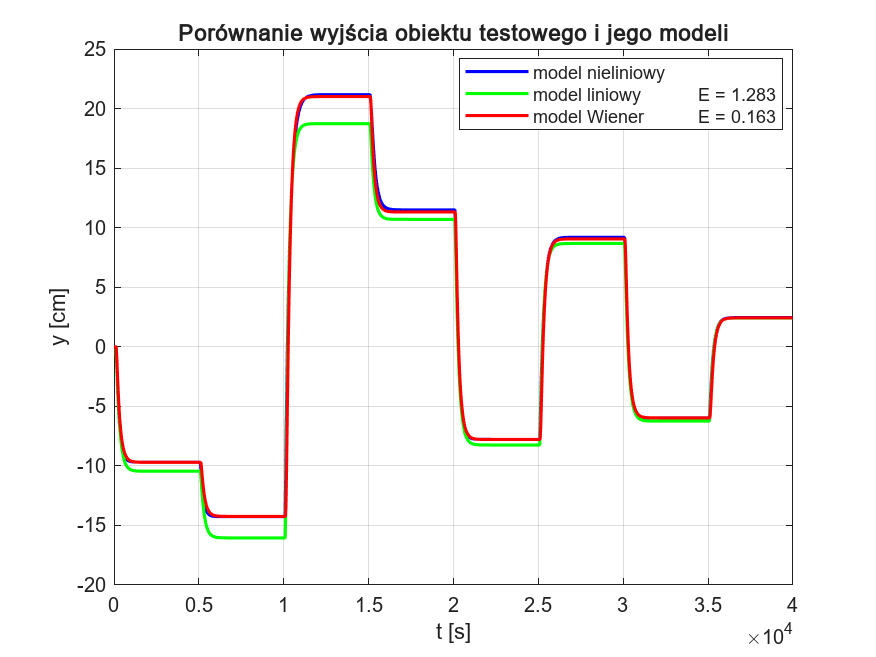 Porównanie wyjścia obiektu testowego i jego modeli
model nieliniowy
model liniowy E = 1.283
model Wiener E = 0.163
25
20
15
10
5
0
-5
-10
-15
-20
y [cm]
0 0.5 1 1.5 2 2.5 3 3.5 4
t [s]
×10^4